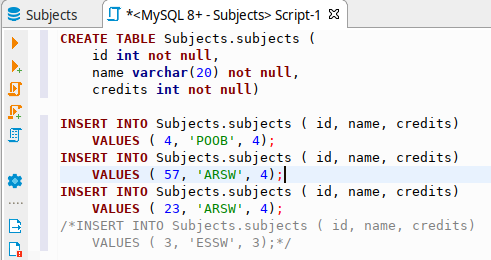 Subjects
*<MySQL 8+ - Subjects> Script-1
CREATE TABLE Subjects.subjects (
    id int not null,
    name varchar(20) not null,
    credits int not null)

INSERT INTO Subjects.subjects ( id, name, credits)
    VALUES ( 4, 'POOB', 4);
INSERT INTO Subjects.subjects ( id, name, credits)
    VALUES ( 57, 'ARSW', 4);
INSERT INTO Subjects.subjects ( id, name, credits)
    VALUES ( 23, 'ARSW', 4);
/*INSERT INTO Subjects.subjects ( id, name, credits)
    VALUES ( 3, 'ESSW', 3);*/